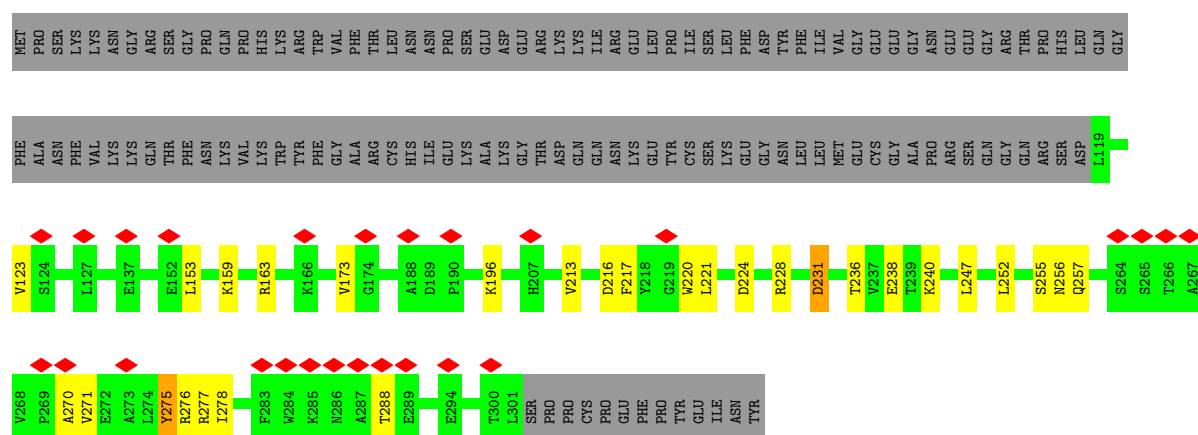 MET PRO SER LYS LYS ASN GLY ARG SER GLY PRO GLN PRO HIS LYS ARG TRP VAL PHE THR LEU ASN ASN PRO SER GLU ASP GLU ARG LYS LYS ILE ARG GLU LEU PRO ILE SER LEU PHE ASP TYR PHE ILE VAL GLY GLU GLU GLY ASN GLU GLU GLY ARG THR PRO HIS LEU GLN GLY
PHE ALA ASN PHE VAL LYS LYS GLN THR PHE ASN LYS VAL LYS TRP TYR PHE GLY ALA ARG CYS HIS ILE GLU LYS ALA LYS GLY THR ASP GLN GLN ASN LYS GLU TYR CYS SER LYS GLU GLY ASN LEU LEU MET GLU CYS GLY ALA PRO ARG SER GLN GLY GLN ARG SER ASP L119
V123 S124 L127 E137 E152 L153 K159 R163 K166 V173 G174 A188 D189 P190 K196 H207 V213 D216 F217 Y218 G219 W220 L221 D224 R228 D231 T236 V237 E238 T239 K240 L247 L252 S255 N256 Q257 S264 S265 T266 A267
V268 P269 A270 V271 E272 A273 L274 Y275 R276 R277 I278 F283 W284 K285 N286 A287 T288 E289 E294 T300 L301 SER PRO PRO CYS PRO GLU PHE PRO TYR GLU ILE ASN TYR